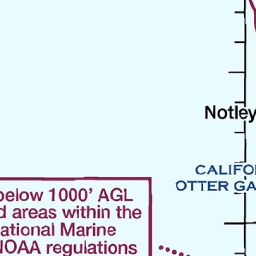 Notley
CALIFO
OTTER GA
below 1000' AGL
d areas within the
ational Marine
NOAA regulations